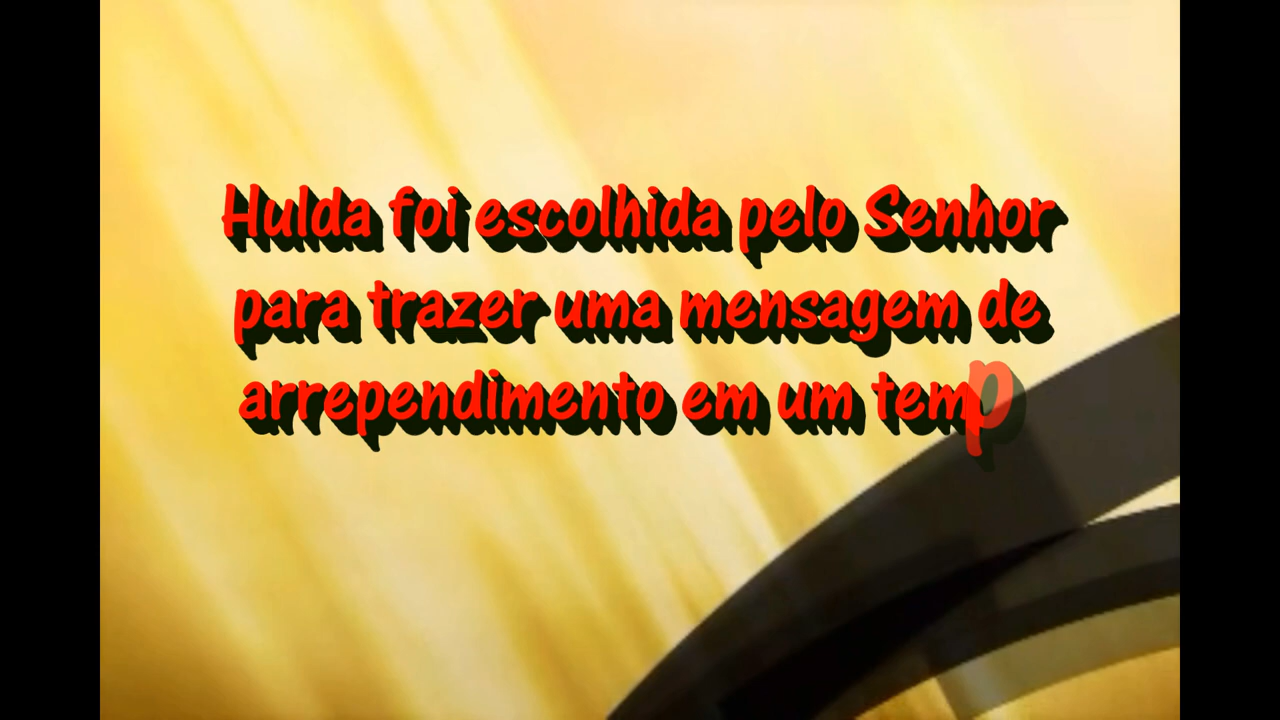 Hulda foi escolhida pelo Senhor
para trazer uma mensagem de
arrependimento em um temp